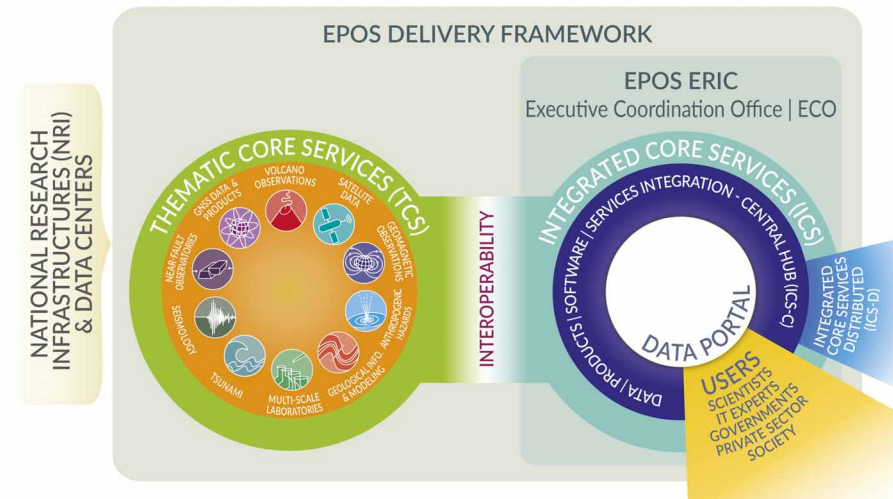 EPOS DELIVERY FRAMEWORK
EPOS ERIC
Executive Coordination Office | ECO
NATIONAL RESEARCH
INFRASTRUCTURES (NRI)
& DATA CENTERS
THEMATIC CORE SERVICES (TCS)
VOLCANO
OBSERVATIONS
SATELLITE
DATA
GEOMAGNETIC
OBSERVATIONS
ANTHROPOGENIC
HAZARDS
GEOLOGICAL INFO.
& MODELING
MULTI-SCALE
LABORATORIES
TSUNAMI
SEISMOLOGY
NEAR-FAULT
OBSERVATORIES
GNSS DATA &
PRODUCTS
INTEROPERABILITY
INTEGRATED CORE SERVICES (ICS)
DATA | PRODUCTS | SOFTWARE | SERVICES INTEGRATION - CENTRAL HUB (ICS-C)
DATA PORTAL
INTEGRATED
CORE SERVICES
DISTRIBUTED
(ICS-D)
USERS
SCIENTISTS
IT EXPERTS
GOVERNMENTS
PRIVATE SECTOR
SOCIETY